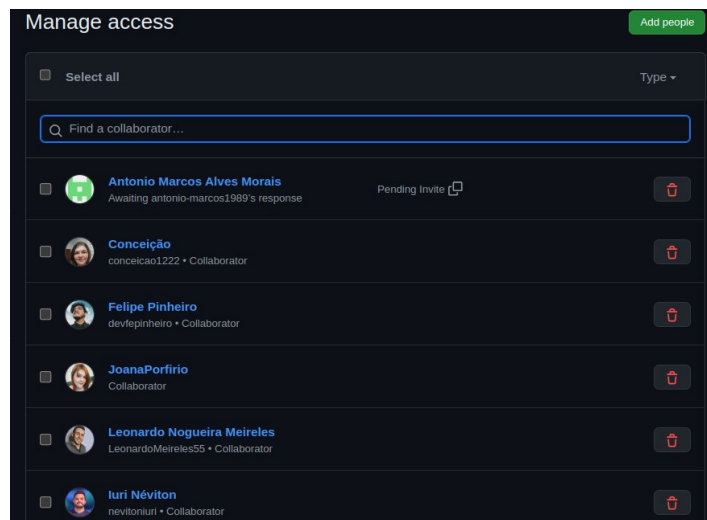 Manage access
Add people
Select all
Type
Find a collaborator…
Antonio Marcos Alves Morais
Awaiting antonio-marcos1989's response
Pending Invite
Conceição
conceicao1222 • Collaborator
Felipe Pinheiro
devfepinheiro • Collaborator
JoanaPorfirio
Collaborator
Leonardo Nogueira Meireles
LeonardoMeireles55 • Collaborator
Iuri Néviton
nevitoniuri • Collaborator